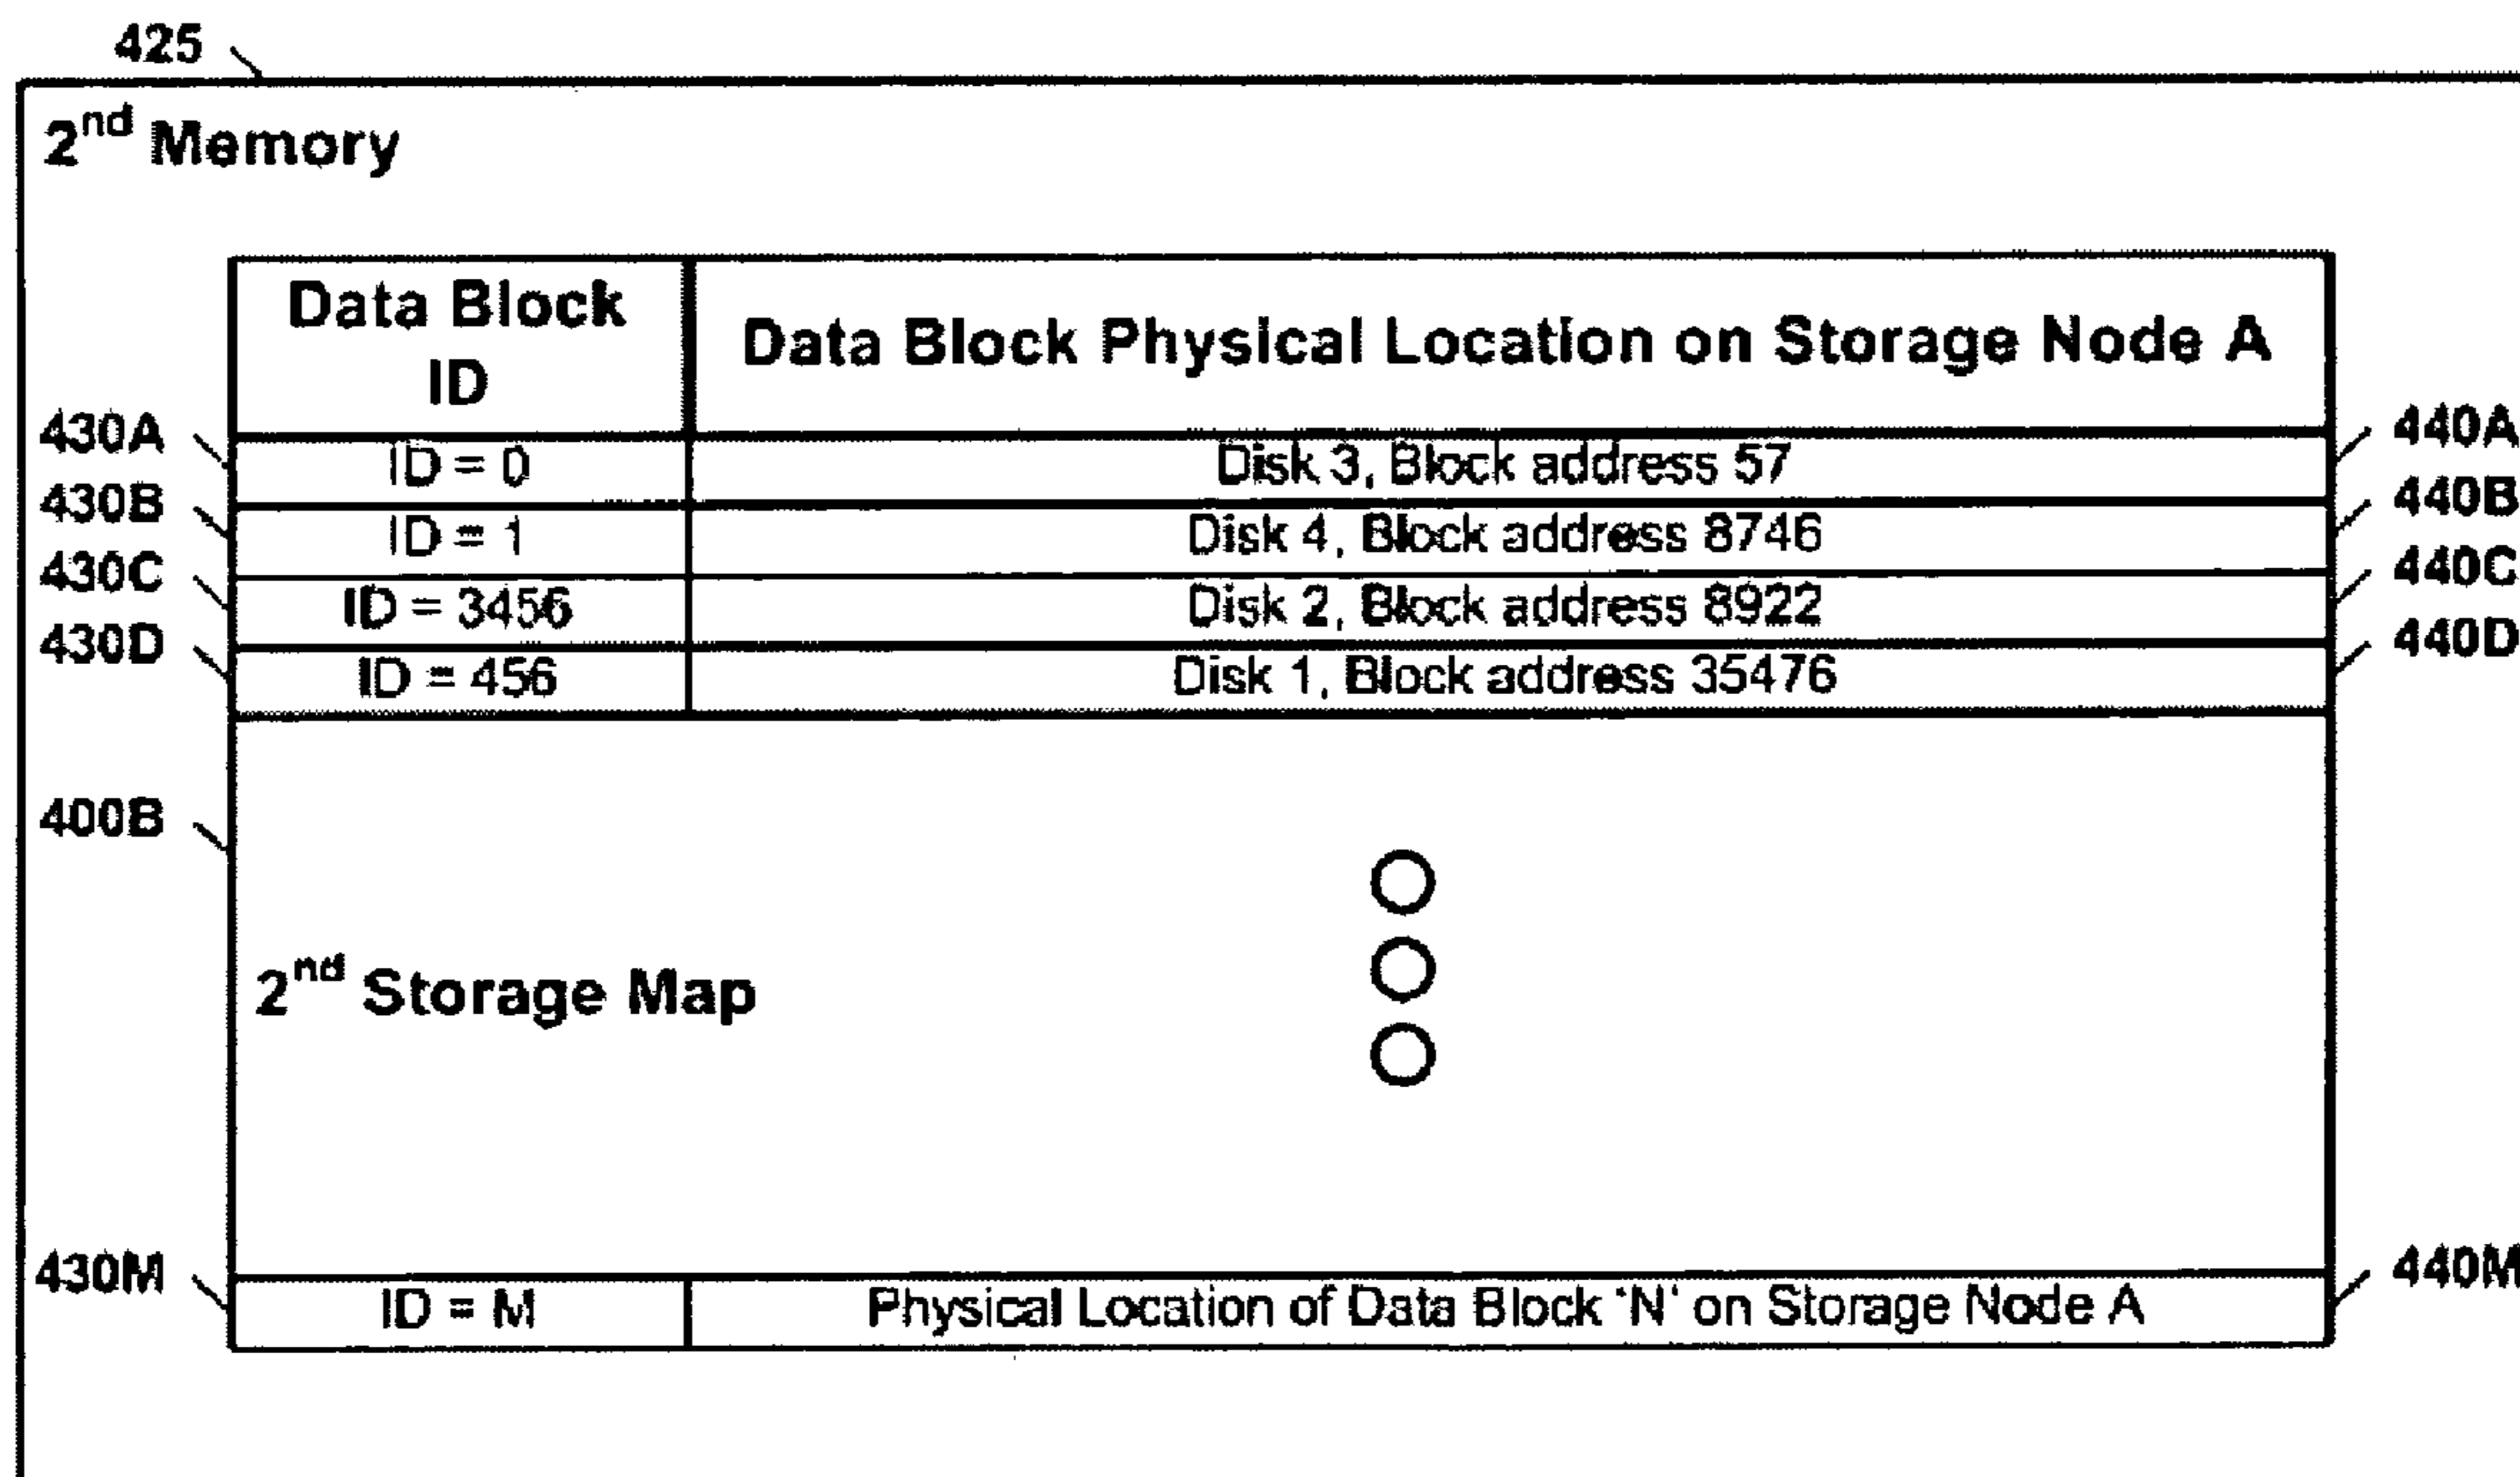 425
2nd Memory
Data Block
ID
Data Block Physical Location on Storage Node A
430A
ID = 0
Disk 3, Block address 57
440A
430B
ID = 1
Disk 4, Block address 8746
440B
430C
ID = 3456
Disk 2, Block address 8922
440C
430D
ID = 456
Disk 1, Block address 35476
440D
400B
2nd Storage Map
430M
ID = M
Physical Location of Data Block 'N' on Storage Node A
440M